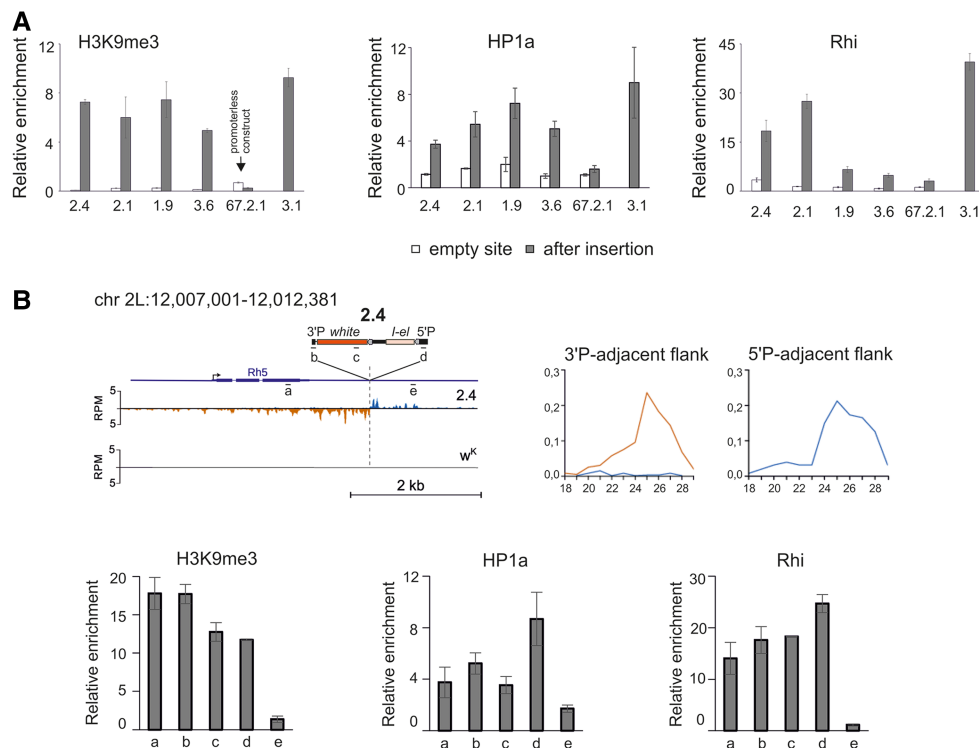 A
H3K9me3
HP1a
Rhi
Relative enrichment
12
8
4
0
promoterless
construct
2.4 2.1 1.9 3.6 67.2.1 3.1
Relative enrichment
12
8
4
0
2.4 2.1 1.9 3.6 67.2.1 3.1
Relative enrichment
45
30
15
0
2.4 2.1 1.9 3.6 67.2.1 3.1
empty site after insertion
B
chr 2L:12,007,001-12,012,381
2.4
3'P white I-el 5'P
b c d
Rh5
a e
RPM
5
5
2.4
RPM
5
5
wK
2 kb
3'P-adjacent flank
0,3
0,2
0,1
0,0
18 20 22 24 26 28
5'P-adjacent flank
0,3
0,2
0,1
0,0
18 20 22 24 26 28
H3K9me3
Relative enrichment
20
15
10
5
0
a b c d e
HP1a
Relative enrichment
12
8
4
0
a b c d e
Rhi
Relative enrichment
30
20
10
0
a b c d e